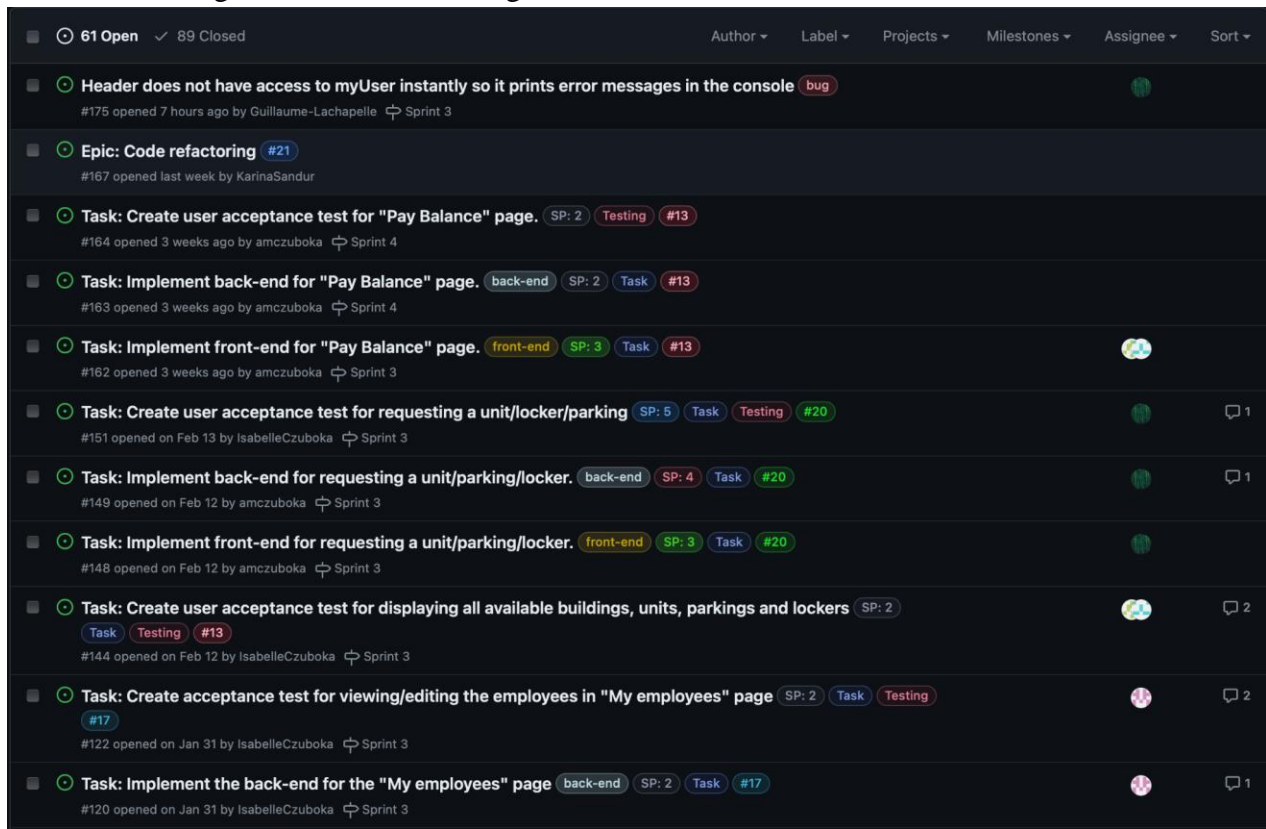 61 Open 89 Closed Author Label Projects Milestones Assignee Sort
Header does not have access to myUser instantly so it prints error messages in the console bug
#175 opened 7 hours ago by Guillaume-Lachapelle Sprint 3
Epic: Code refactoring #21
#167 opened last week by KarinaSandur
Task: Create user acceptance test for "Pay Balance" page. SP: 2 Testing #13
#164 opened 3 weeks ago by amczuboka Sprint 4
Task: Implement back-end for "Pay Balance" page. back-end SP: 2 Task #13
#163 opened 3 weeks ago by amczuboka Sprint 4
Task: Implement front-end for "Pay Balance" page. front-end SP: 3 Task #13
#162 opened 3 weeks ago by amczuboka Sprint 3
Task: Create user acceptance test for requesting a unit/locker/parking SP: 5 Task Testing #20 1
#151 opened on Feb 13 by IsabelleCzuboka Sprint 3
Task: Implement back-end for requesting a unit/parking/locker. back-end SP: 4 Task #20 1
#149 opened on Feb 12 by amczuboka Sprint 3
Task: Implement front-end for requesting a unit/parking/locker. front-end SP: 3 Task #20
#148 opened on Feb 12 by amczuboka Sprint 3
Task: Create user acceptance test for displaying all available buildings, units, parkings and lockers SP: 2 2
Task Testing #13
#144 opened on Feb 12 by IsabelleCzuboka Sprint 3
Task: Create acceptance test for viewing/editing the employees in "My employees" page SP: 2 Task Testing 2
#17
#122 opened on Jan 31 by IsabelleCzuboka Sprint 3
Task: Implement the back-end for the "My employees" page back-end SP: 2 Task #17 1
#120 opened on Jan 31 by IsabelleCzuboka Sprint 3